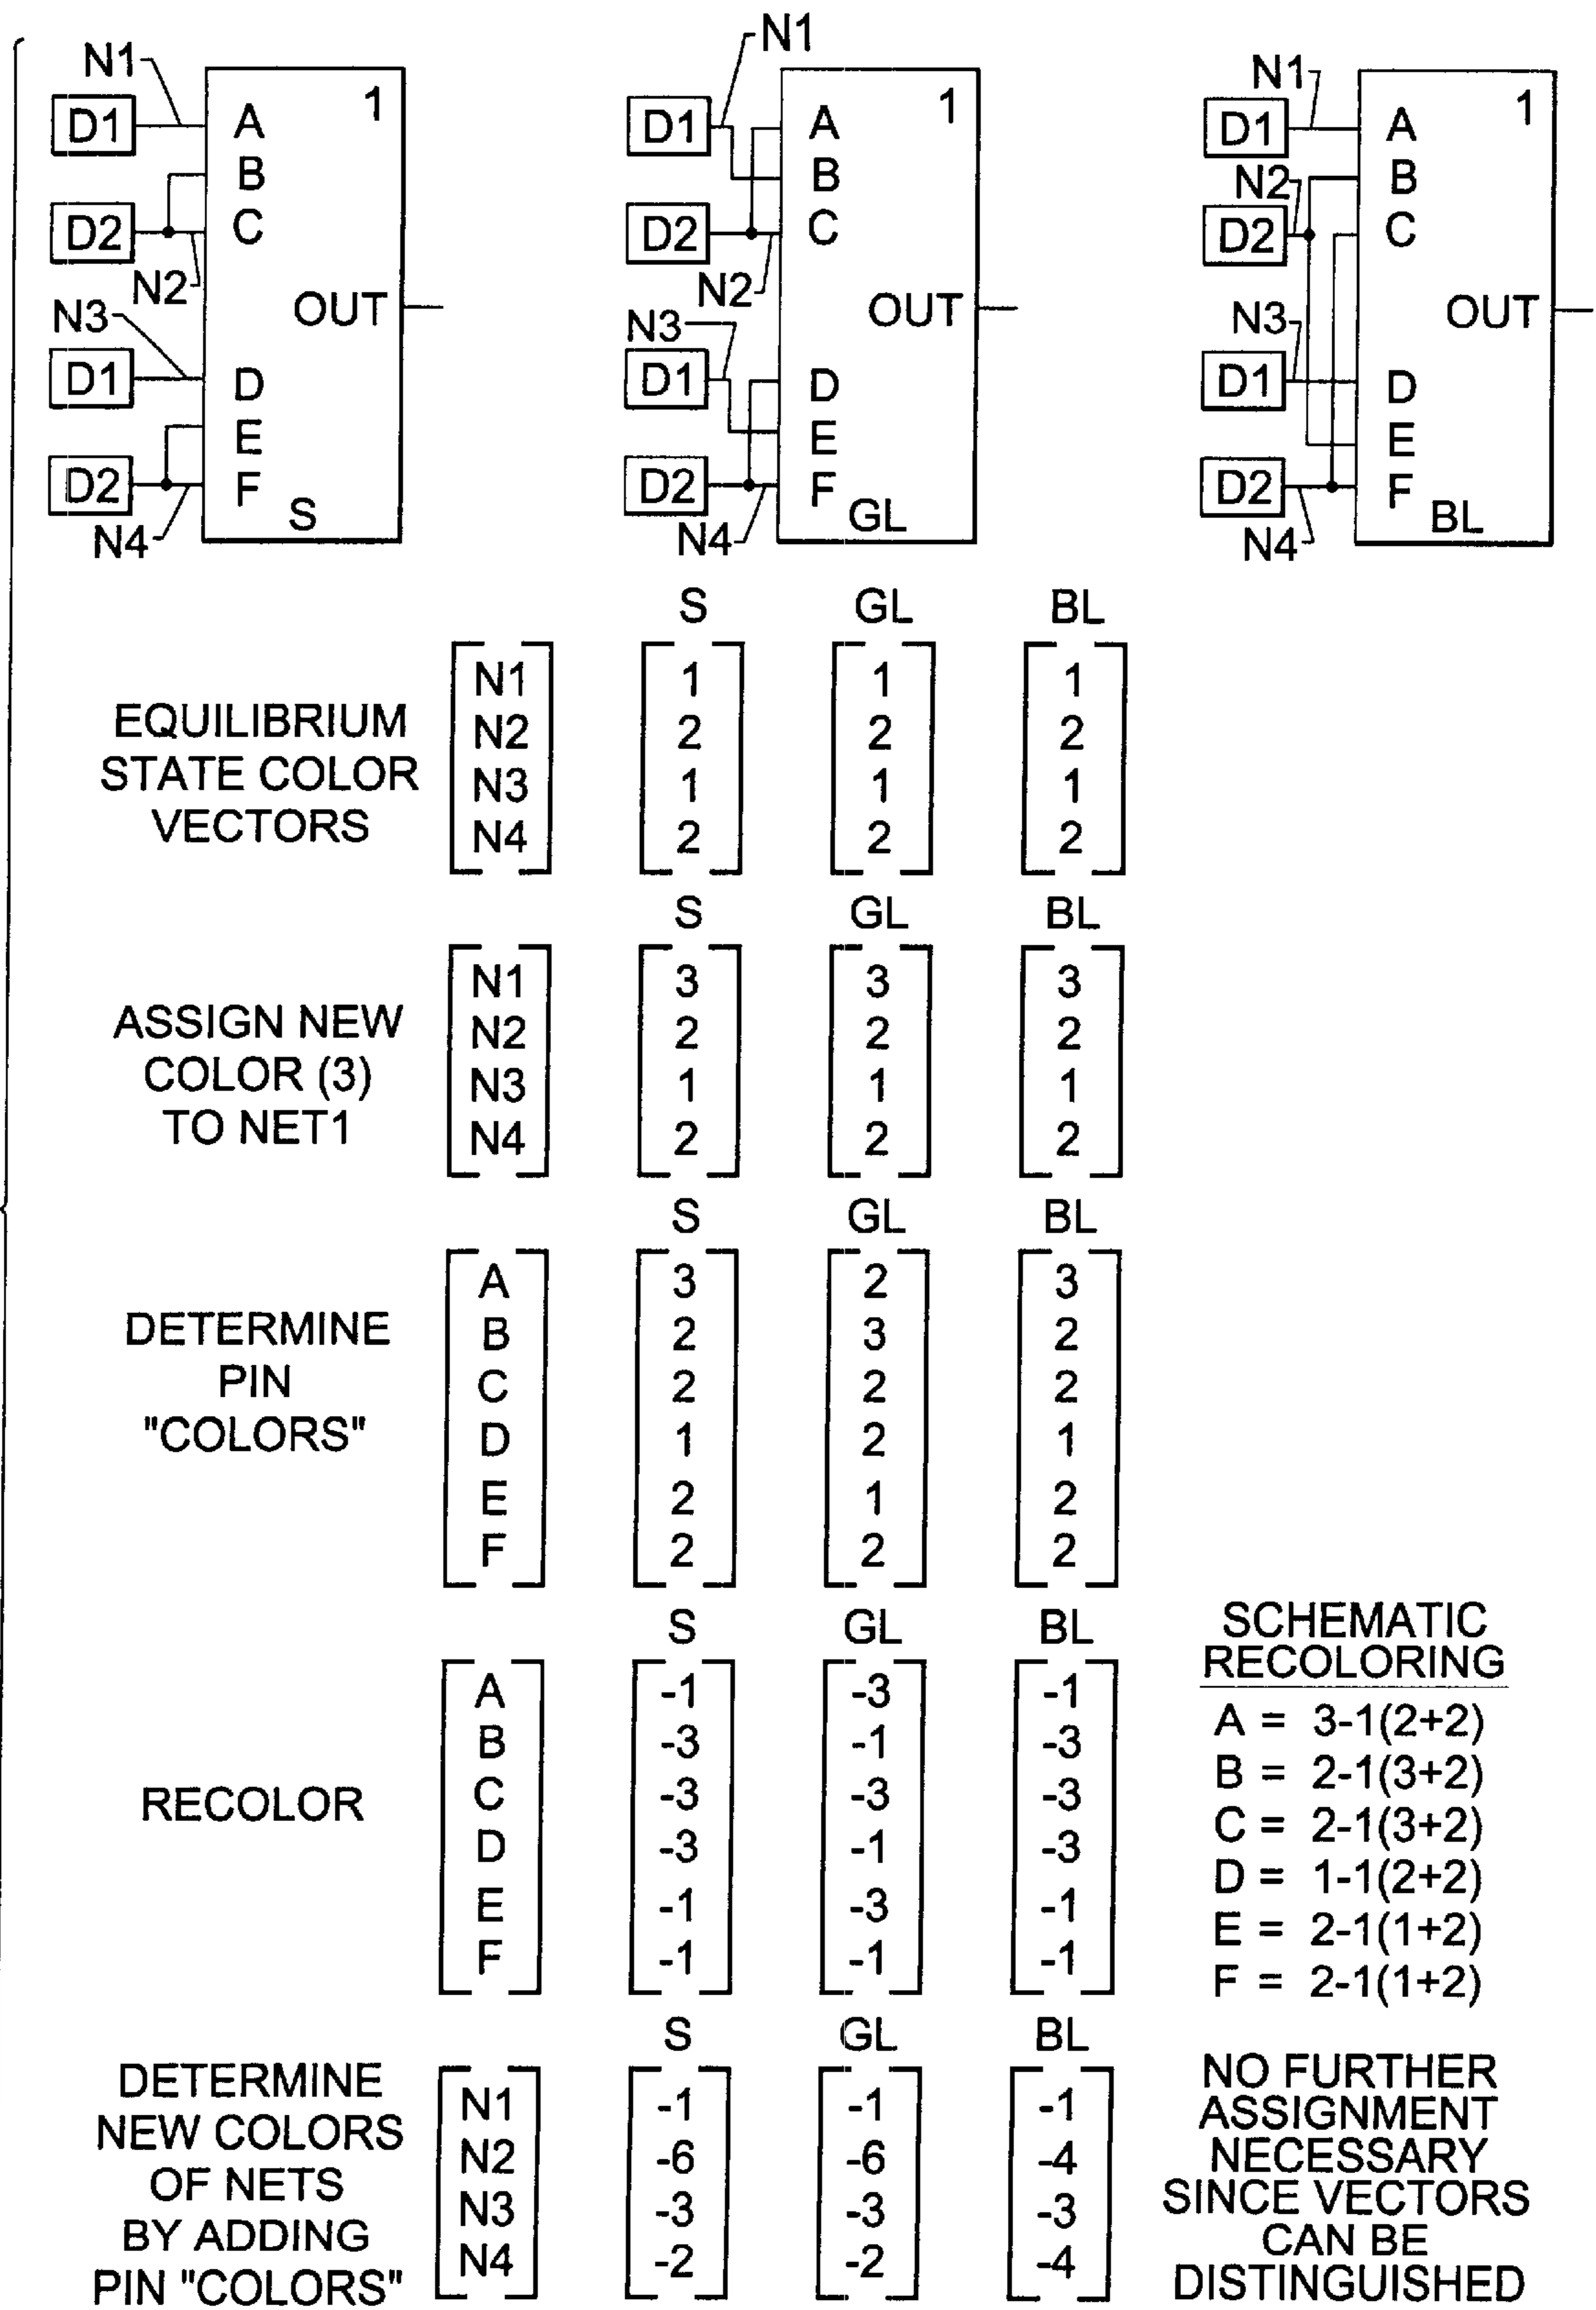 N1 N1 N1
D1 A 1 D1 A 1 D1 A 1
B B N2 B
D2 C D2 C D2 C
N2 N2
N3 OUT N3 OUT N3 OUT
D1 D D1 D D1 D
E E E
D2 F D2 F D2 F
N4 S N4 GL N4 BL
S GL BL
EQUILIBRIUM STATE COLOR VECTORS
N1 1 1 1
N2 2 2 2
N3 1 1 1
N4 2 2 2
S GL BL
ASSIGN NEW COLOR (3) TO NET1
N1 3 3 3
N2 2 2 2
N3 1 1 1
N4 2 2 2
S GL BL
DETERMINE PIN "COLORS"
A 3 2 3
B 2 3 2
C 2 2 2
D 1 2 1
E 2 1 2
F 2 2 2
S GL BL
RECOLOR
A -1 -3 -1
B -3 -1 -3
C -3 -3 -3
D -3 -1 -3
E -1 -3 -1
F -1 -1 -1
SCHEMATIC
RECOLORING
A = 3-1(2+2)
B = 2-1(3+2)
C = 2-1(3+2)
D = 1-1(2+2)
E = 2-1(1+2)
F = 2-1(1+2)
S GL BL
DETERMINE
NEW COLORS
OF NETS
BY ADDING
PIN "COLORS"
N1 -1 -1 -1
N2 -6 -6 -4
N3 -3 -3 -3
N4 -2 -2 -4
NO FURTHER
ASSIGNMENT
NECESSARY
SINCE VECTORS
CAN BE
DISTINGUISHED